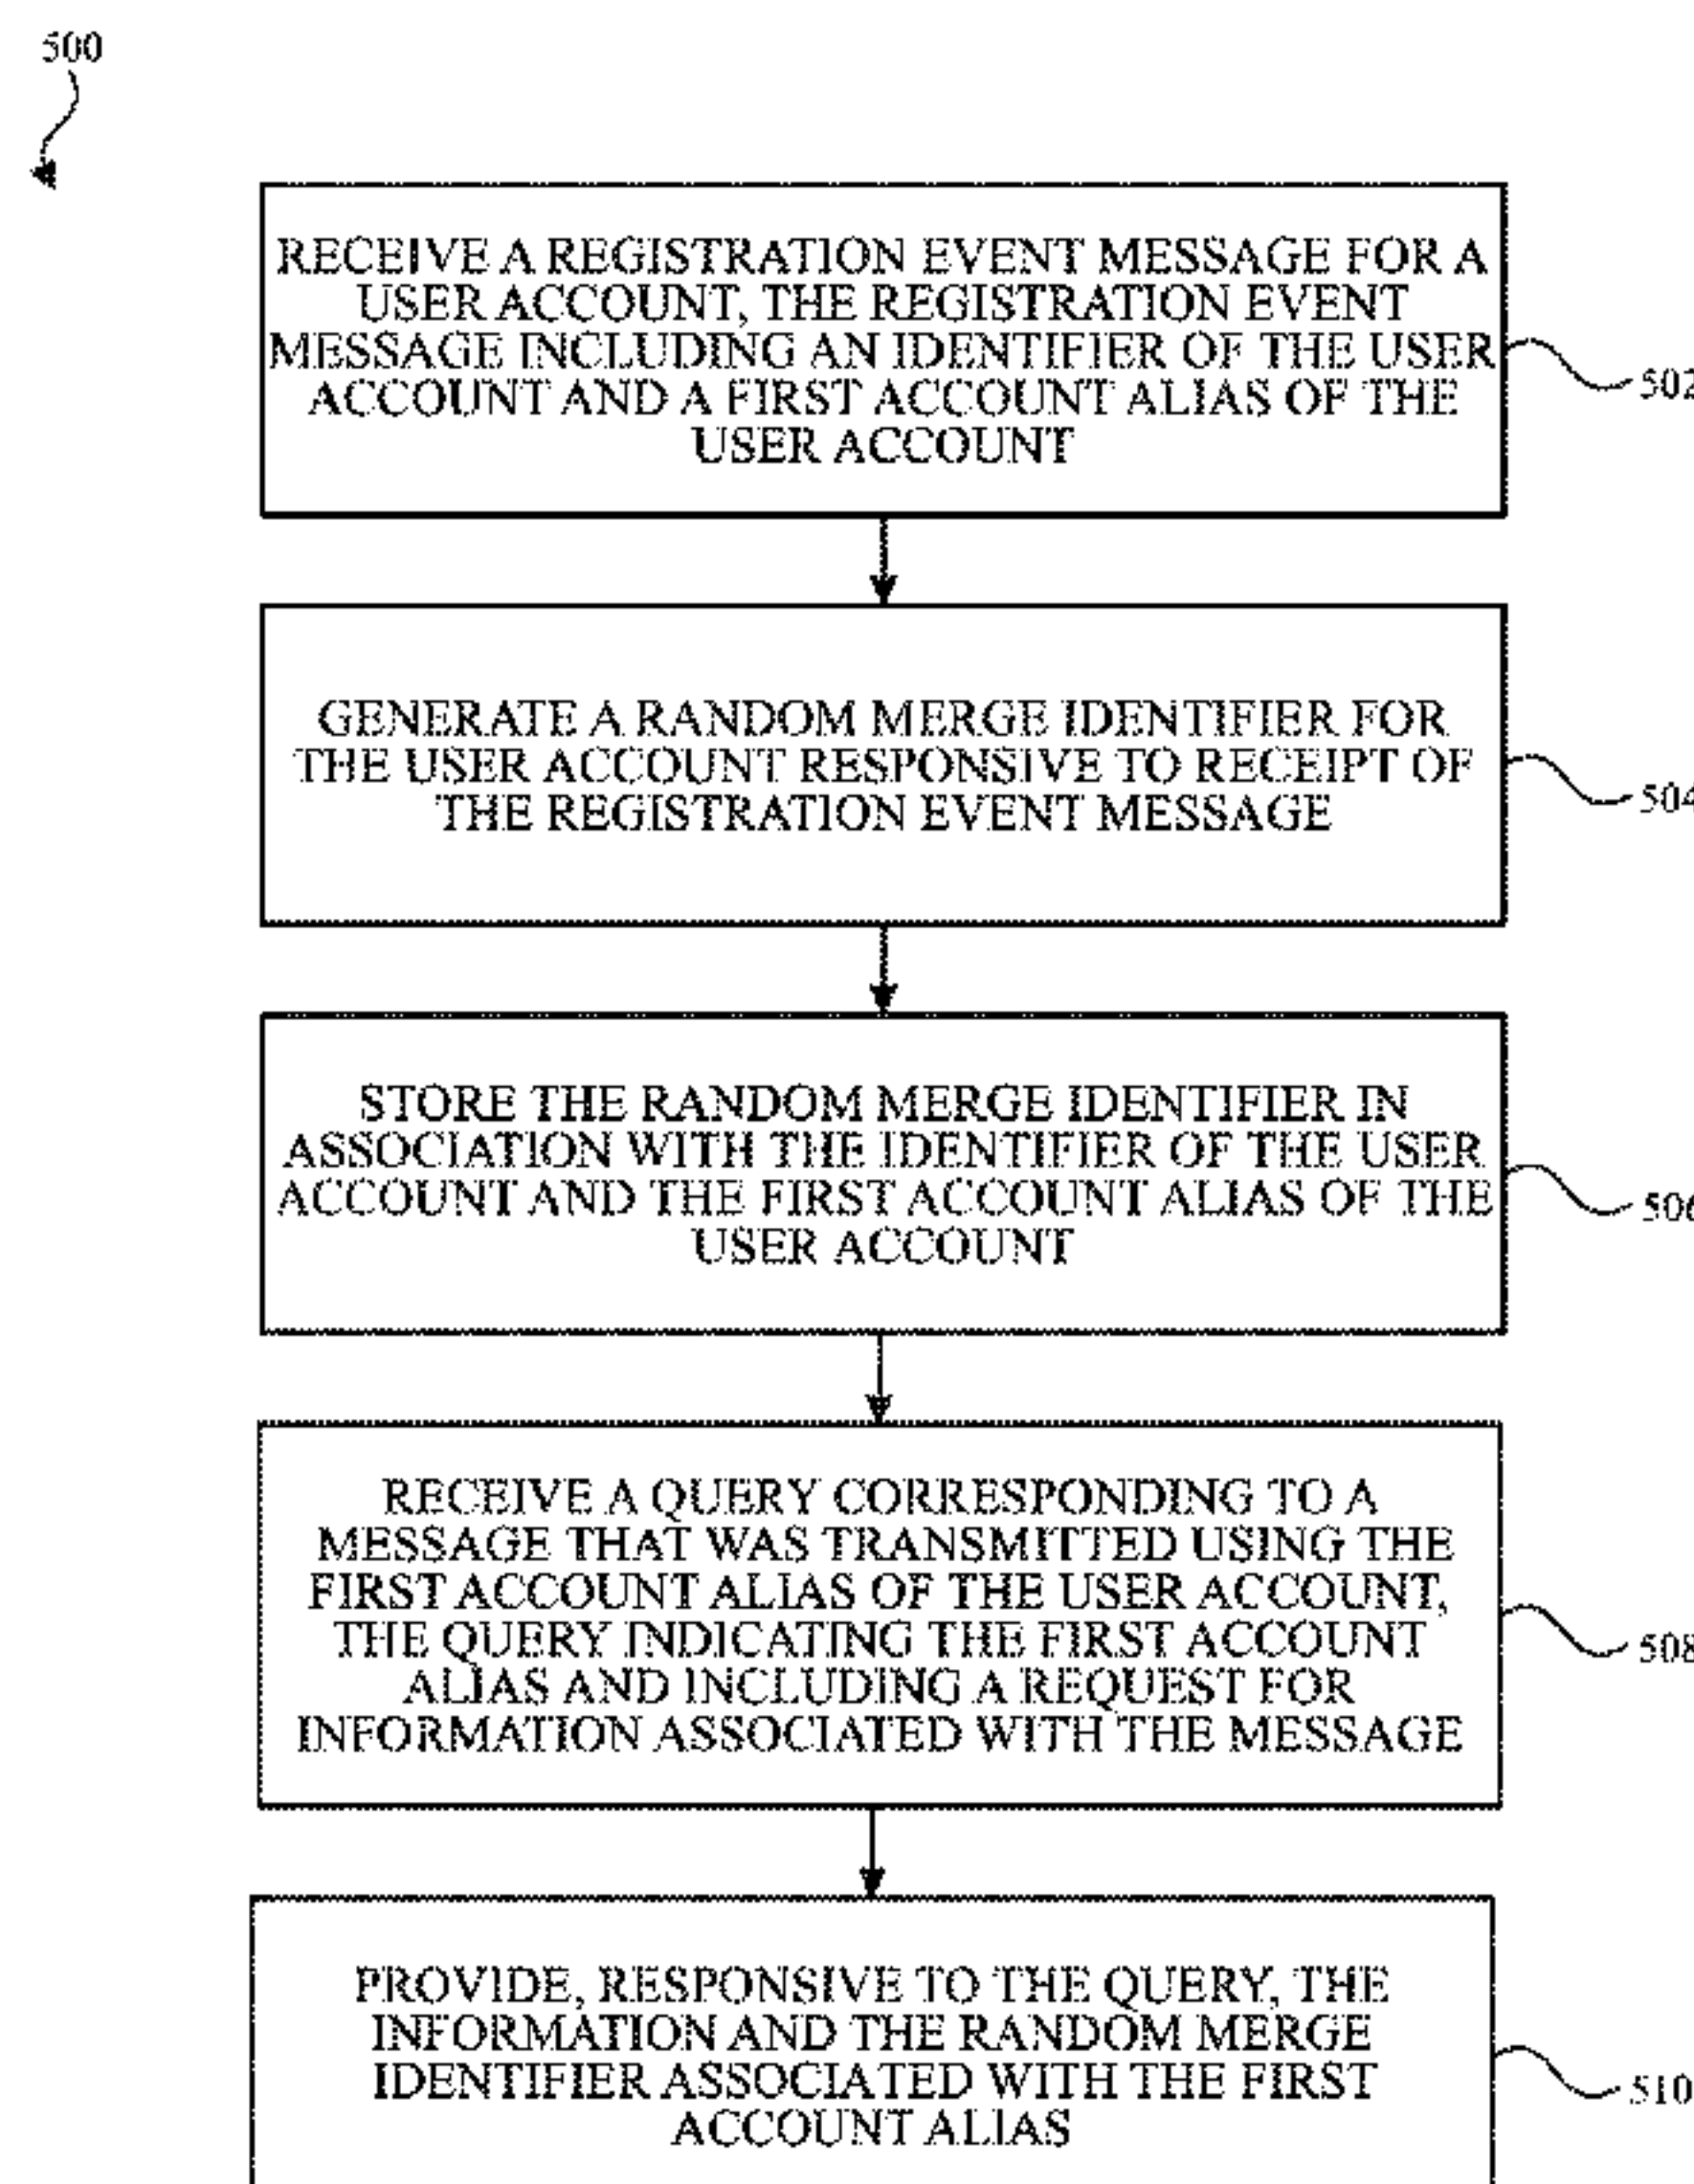 500
RECEIVE A REGISTRATION EVENT MESSAGE FOR A
USER ACCOUNT, THE REGISTRATION EVENT
MESSAGE INCLUDING AN IDENTIFIER OF THE USER
ACCOUNT AND A FIRST ACCOUNT ALIAS OF THE
USER ACCOUNT
502
GENERATE A RANDOM MERGE IDENTIFIER FOR
THE USER ACCOUNT RESPONSIVE TO RECEIPT OF
THE REGISTRATION EVENT MESSAGE
504
STORE THE RANDOM MERGE IDENTIFIER IN
ASSOCIATION WITH THE IDENTIFIER OF THE USER
ACCOUNT AND THE FIRST ACCOUNT ALIAS OF THE
USER ACCOUNT
506
RECEIVE A QUERY CORRESPONDING TO A
MESSAGE THAT WAS TRANSMITTED USING THE
FIRST ACCOUNT ALIAS OF THE USER ACCOUNT,
THE QUERY INDICATING THE FIRST ACCOUNT
ALIAS AND INCLUDING A REQUEST FOR
INFORMATION ASSOCIATED WITH THE MESSAGE
508
PROVIDE, RESPONSIVE TO THE QUERY, THE
INFORMATION AND THE RANDOM MERGE
IDENTIFIER ASSOCIATED WITH THE FIRST
ACCOUNT ALIAS
510